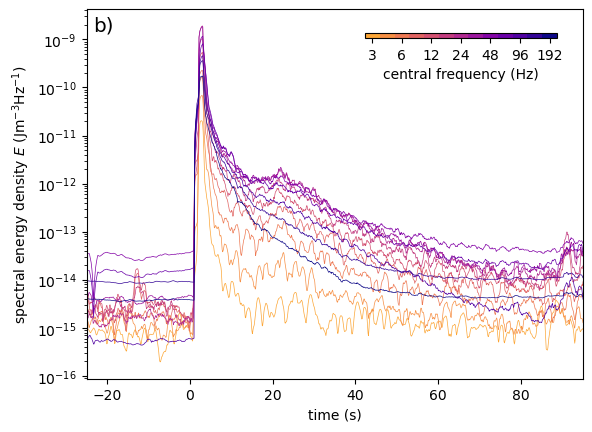 b)
10⁻⁹
10⁻¹⁰
10⁻¹¹
10⁻¹²
10⁻¹³
10⁻¹⁴
10⁻¹⁵
10⁻¹⁶
spectral energy density E (Jm⁻³Hz⁻¹)
3 6 12 24 48 96 192
central frequency (Hz)
−20 0 20 40 60 80
time (s)